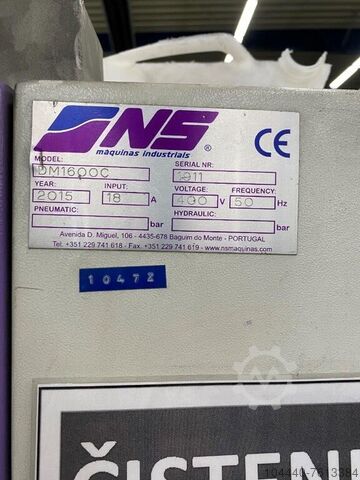 NS ®
máquinas industriais
CE
MODEL: SERIAL NR:
DM1600C 1911
YEAR: INPUT: VOLTAGE: FREQUENCY:
2015 18 A 400 V 50 Hz
PNEUMATIC: HYDRAULIC:
bar bar
Avenida D. Miguel, 106 - 4435-678 Baguim do Monte - PORTUGAL
Tel. +351 229 741 618 - Fax +351 229 741 619 - www.nsmaquinas.com
10472
ČISTENI
104440-7613384